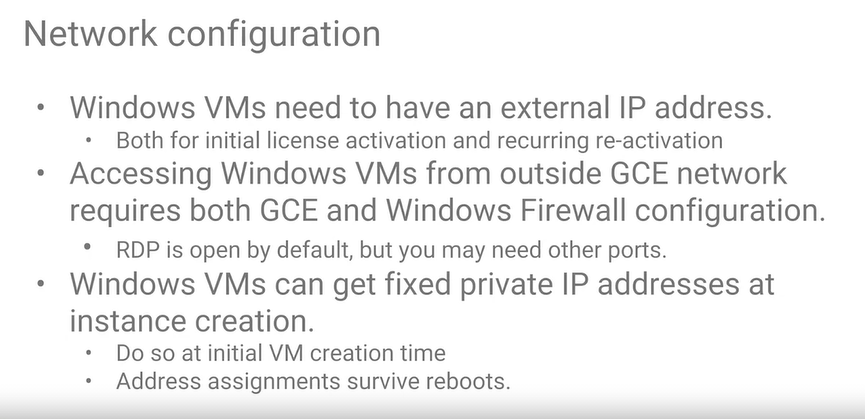 Network configuration
• Windows VMs need to have an external IP address.
• Both for initial license activation and recurring re-activation
• Accessing Windows VMs from outside GCE network
requires both GCE and Windows Firewall configuration.
• RDP is open by default, but you may need other ports.
• Windows VMs can get fixed private IP addresses at
instance creation.
• Do so at initial VM creation time
• Address assignments survive reboots.